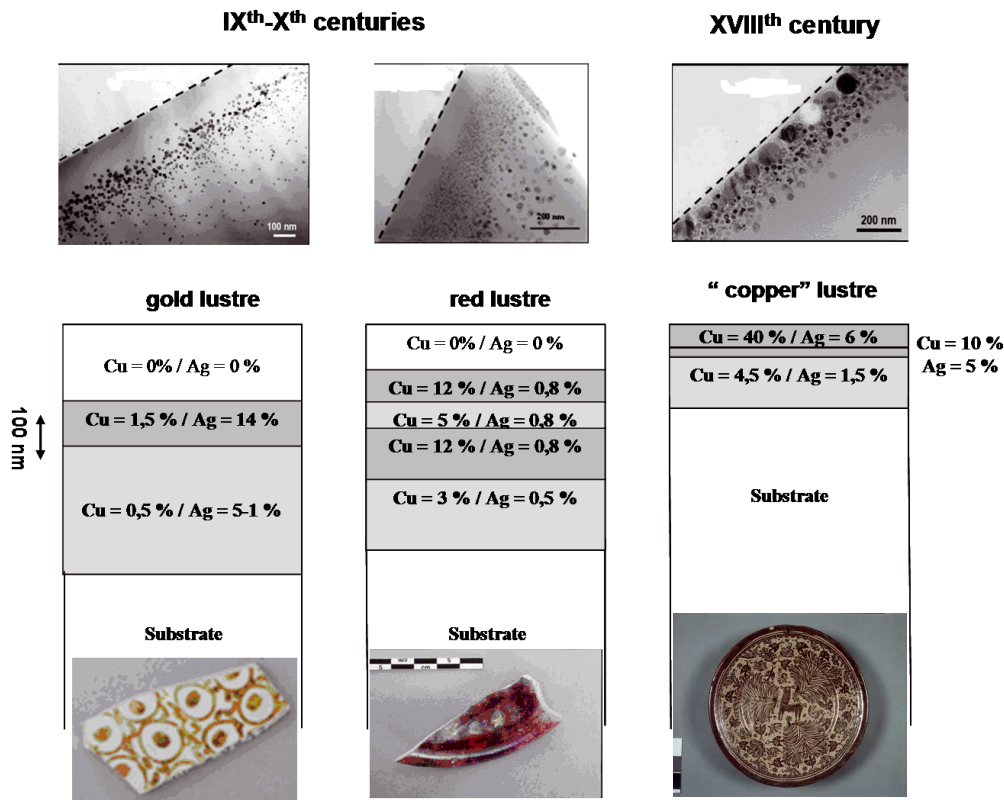 IXth-Xth centuries
XVIIIth century
100 nm
200 nm
200 nm
gold lustre
red lustre
“ copper” lustre
Cu = 0% / Ag = 0 %
Cu = 1,5 % / Ag = 14 %
Cu = 0,5 % / Ag = 5-1 %
Substrate
100 nm
Cu = 0% / Ag = 0 %
Cu = 12 % / Ag = 0,8 %
Cu = 5 % / Ag = 0,8 %
Cu = 12 % / Ag = 0,8 %
Cu = 3 % / Ag = 0,5 %
Substrate
Cu = 40 % / Ag = 6 %
Cu = 10 %
Ag = 5 %
Cu = 4,5 % / Ag = 1,5 %
Substrate
5
cm
5